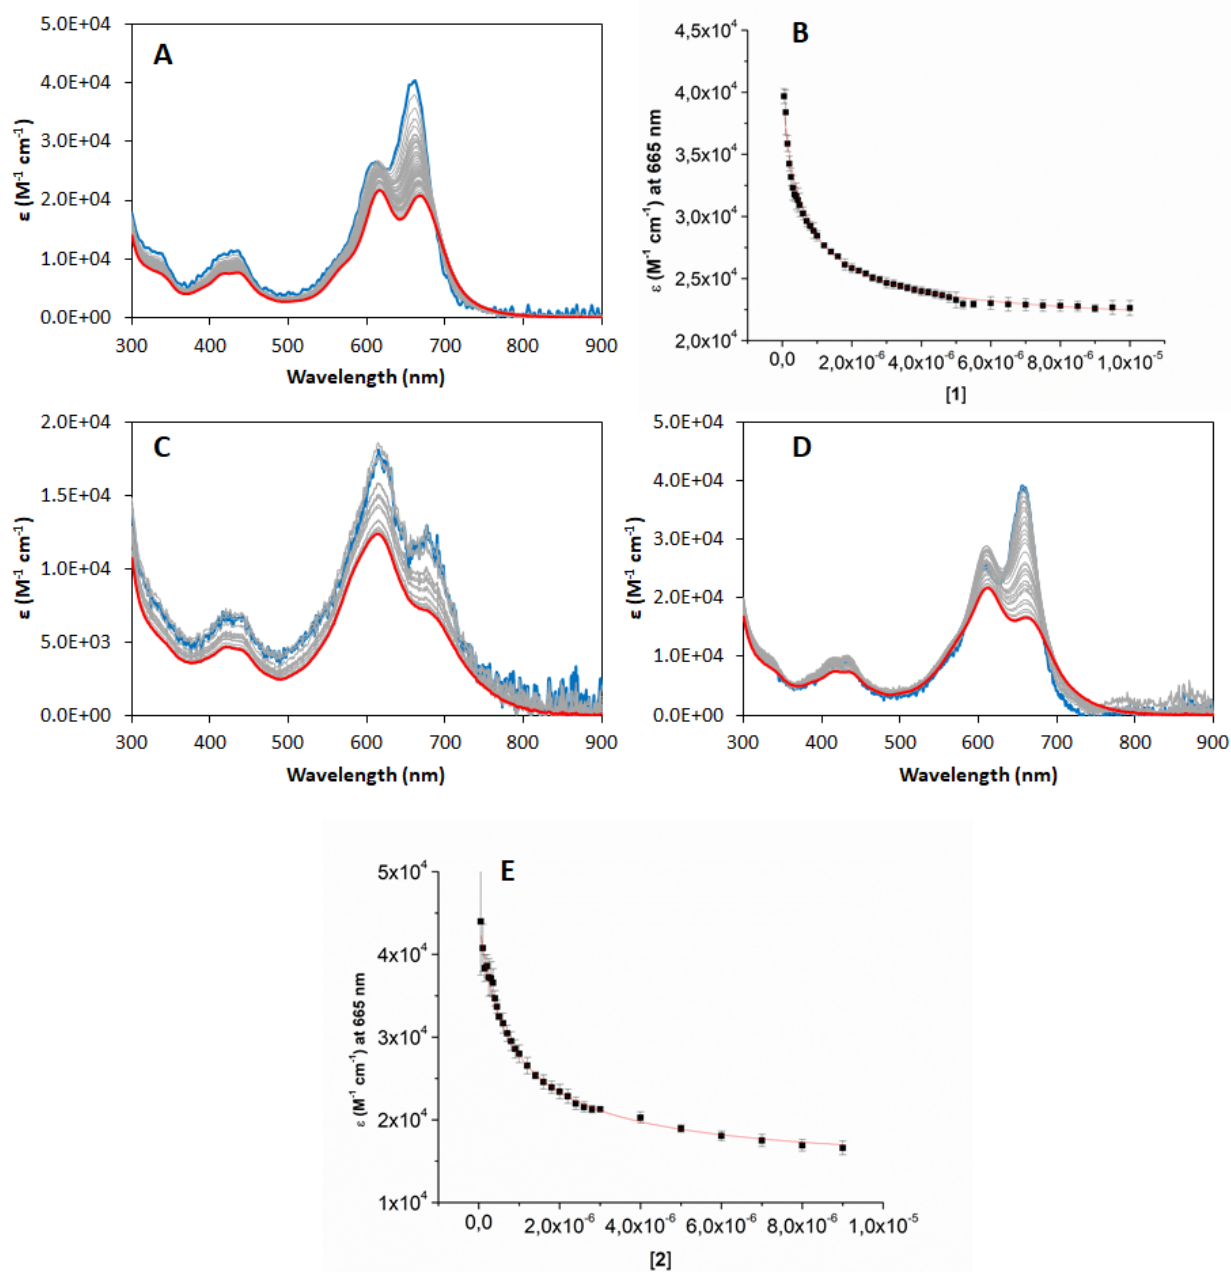 A
5.0E+04
4.0E+04
3.0E+04
2.0E+04
1.0E+04
0.0E+00
ε (M⁻¹ cm⁻¹)
300 400 500 600 700 800 900
Wavelength (nm)
B
4,5x10⁴
4,0x10⁴
3,5x10⁴
3,0x10⁴
2,5x10⁴
2,0x10⁴
ε (M⁻¹ cm⁻¹) at 665 nm
0,0 2,0x10⁻⁶ 4,0x10⁻⁶ 6,0x10⁻⁶ 8,0x10⁻⁶ 1,0x10⁻⁵
[1]
C
2.0E+04
1.5E+04
1.0E+04
5.0E+03
0.0E+00
ε (M⁻¹ cm⁻¹)
300 400 500 600 700 800 900
Wavelength (nm)
D
5.0E+04
4.0E+04
3.0E+04
2.0E+04
1.0E+04
0.0E+00
ε (M⁻¹ cm⁻¹)
300 400 500 600 700 800 900
Wavelength (nm)
E
5x10⁴
4x10⁴
3x10⁴
2x10⁴
1x10⁴
ε (M⁻¹ cm⁻¹) at 665 nm
0,0 2,0x10⁻⁶ 4,0x10⁻⁶ 6,0x10⁻⁶ 8,0x10⁻⁶ 1,0x10⁻⁵
[2]